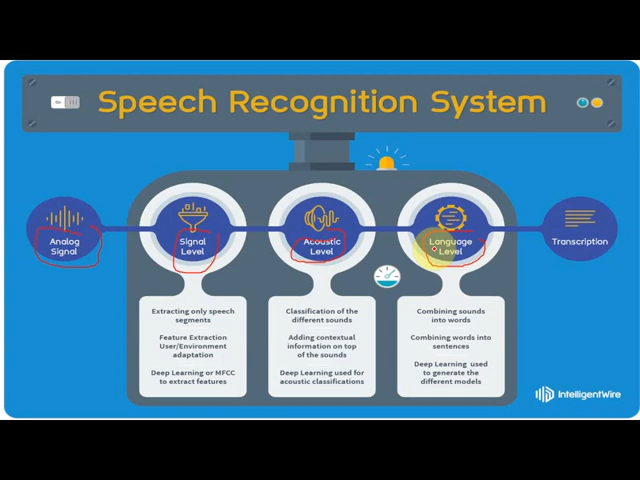 Speech Recognition System
Analog
Signal
Signal
Level
Acoustic
Level
Language
Level
Transcription
Extracting only speech
segments
Feature Extraction
User/Environment
adaptation
Deep Learning or MFCC
to extract features
Classification of the
different sounds
Adding contextual
information on top
of the sounds
Deep Learning used for
acoustic classifications
Combining sounds
into words
Combining words into
sentences
Deep Learning used
to generate the
different models
IntelligentWire